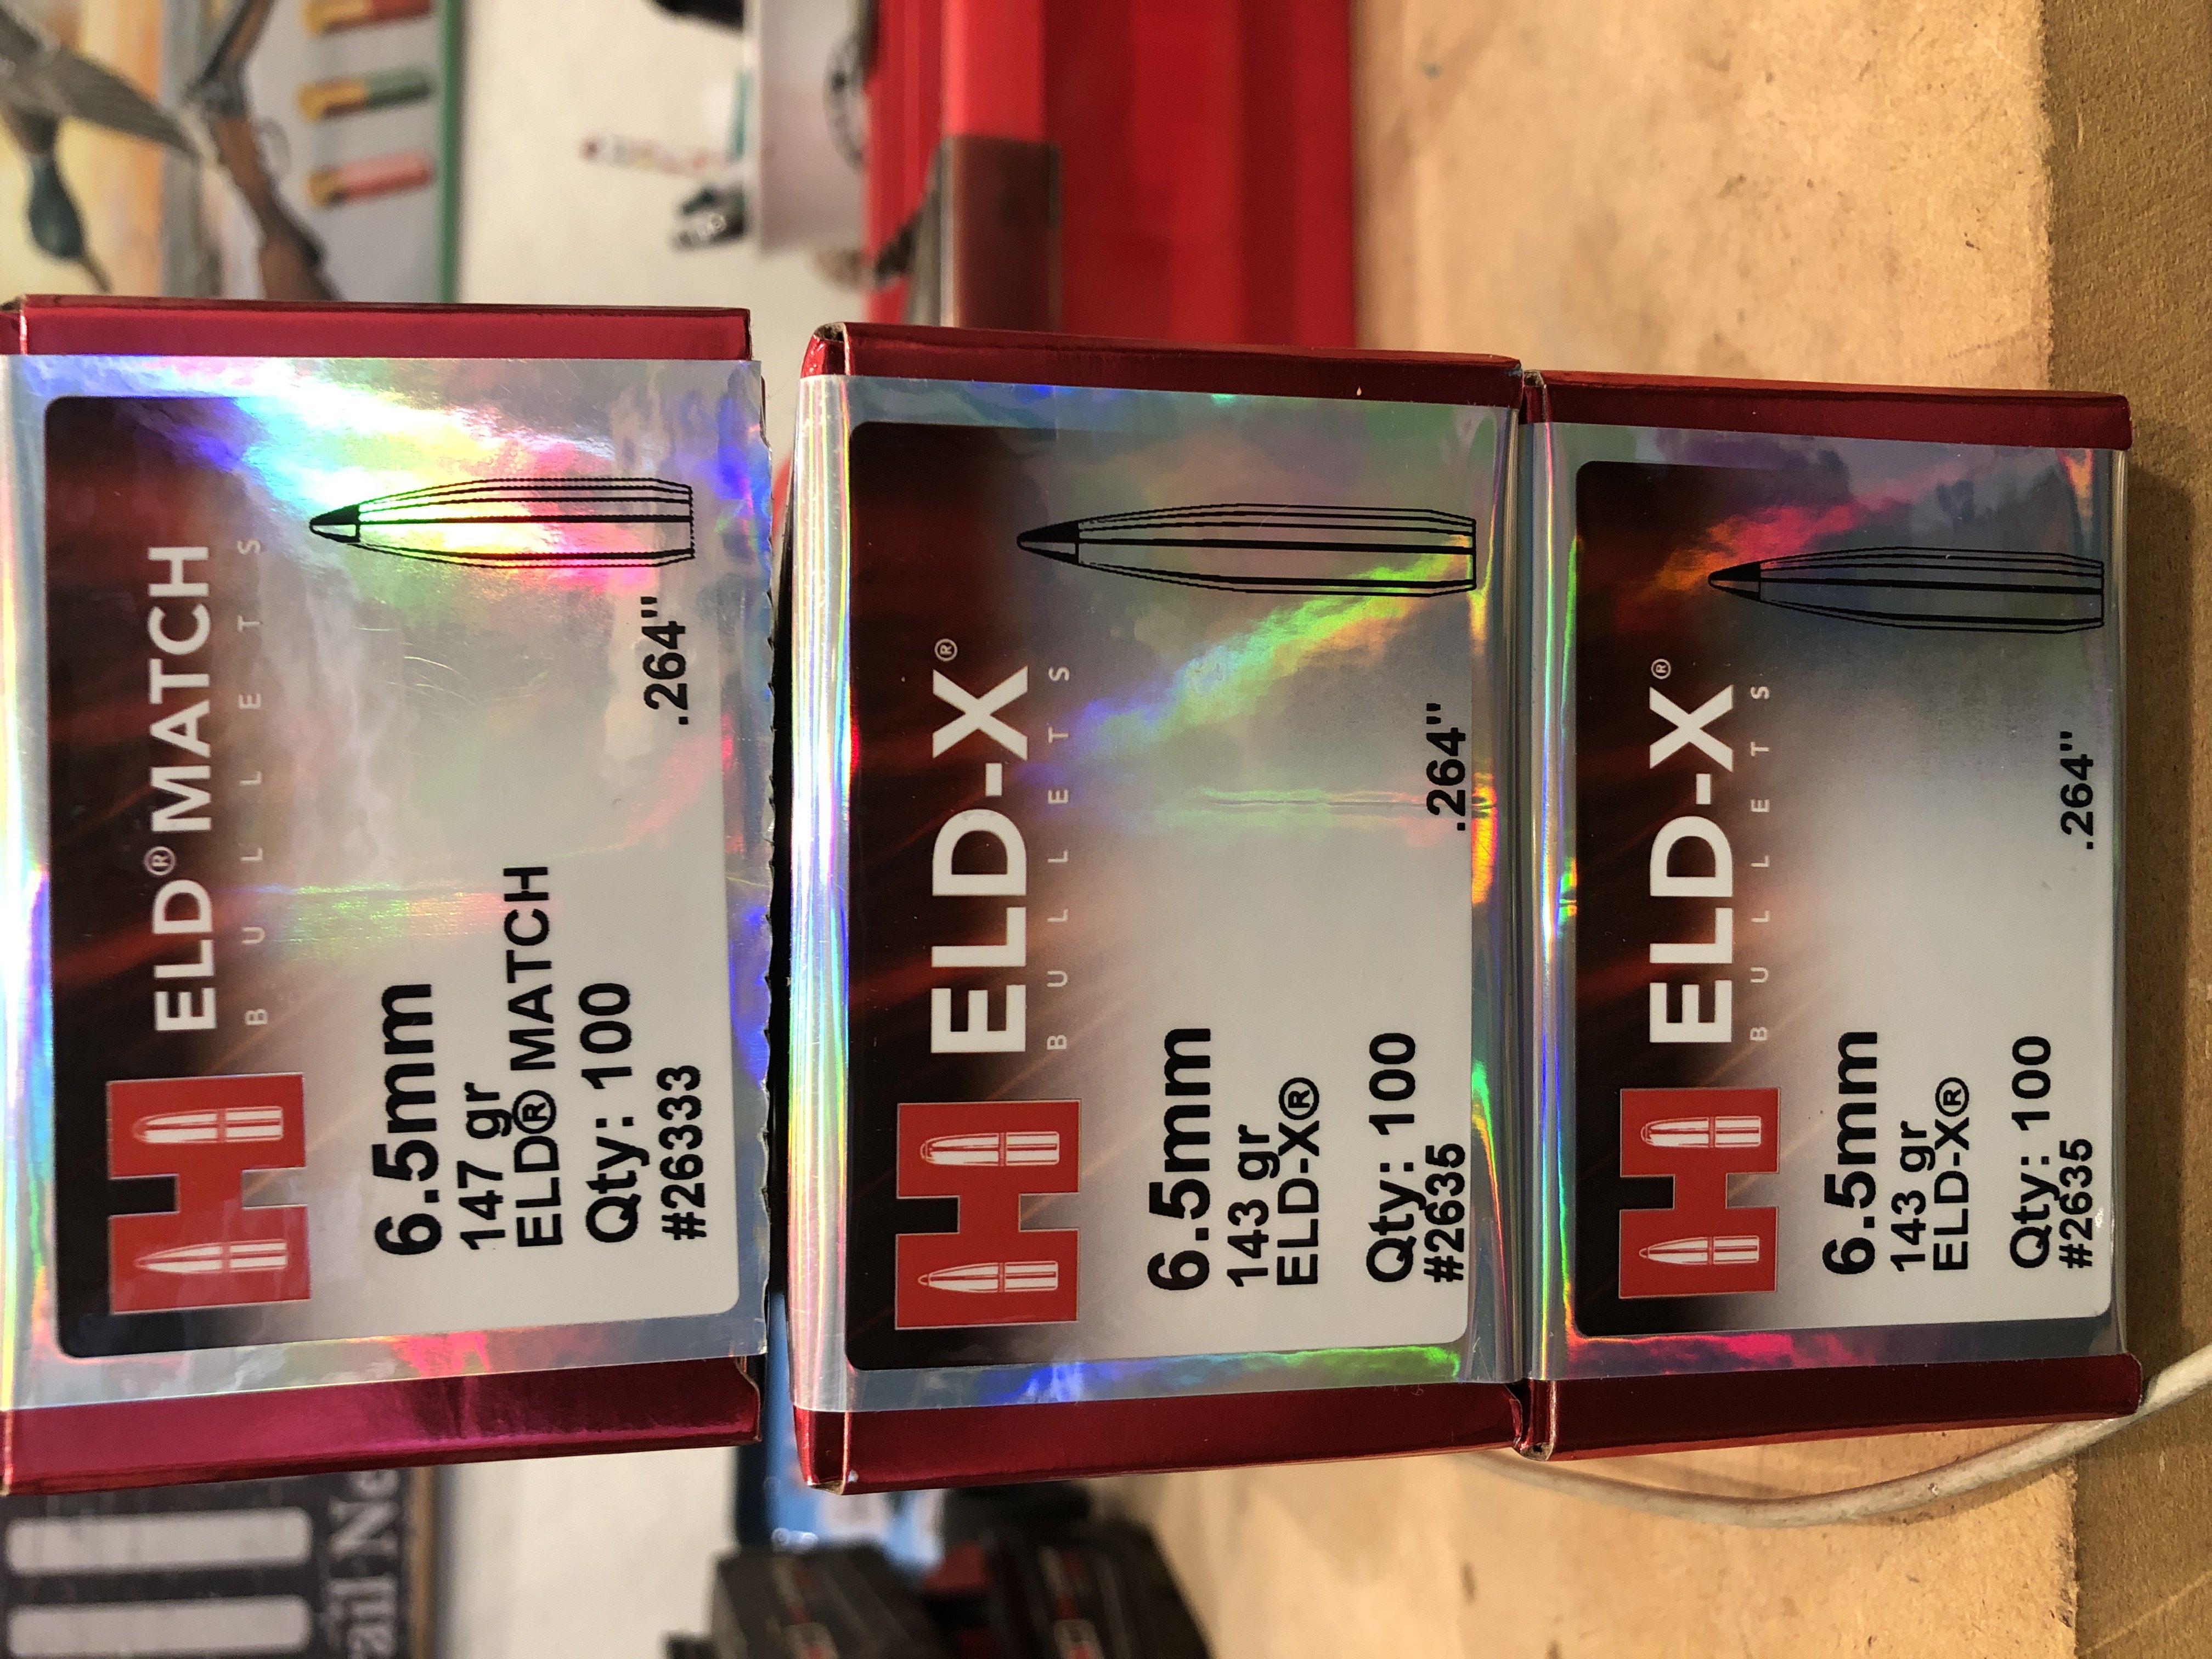 ELD® MATCH
BULLETS
6.5mm
147 gr
ELD® MATCH
Qty: 100
#26333
.264"
ELD-X®
BULLETS
6.5mm
143 gr
ELD-X®
Qty: 100
#2635
.264"
ELD-X®
BULLETS
6.5mm
143 gr
ELD-X®
Qty: 100
#2635
.264"